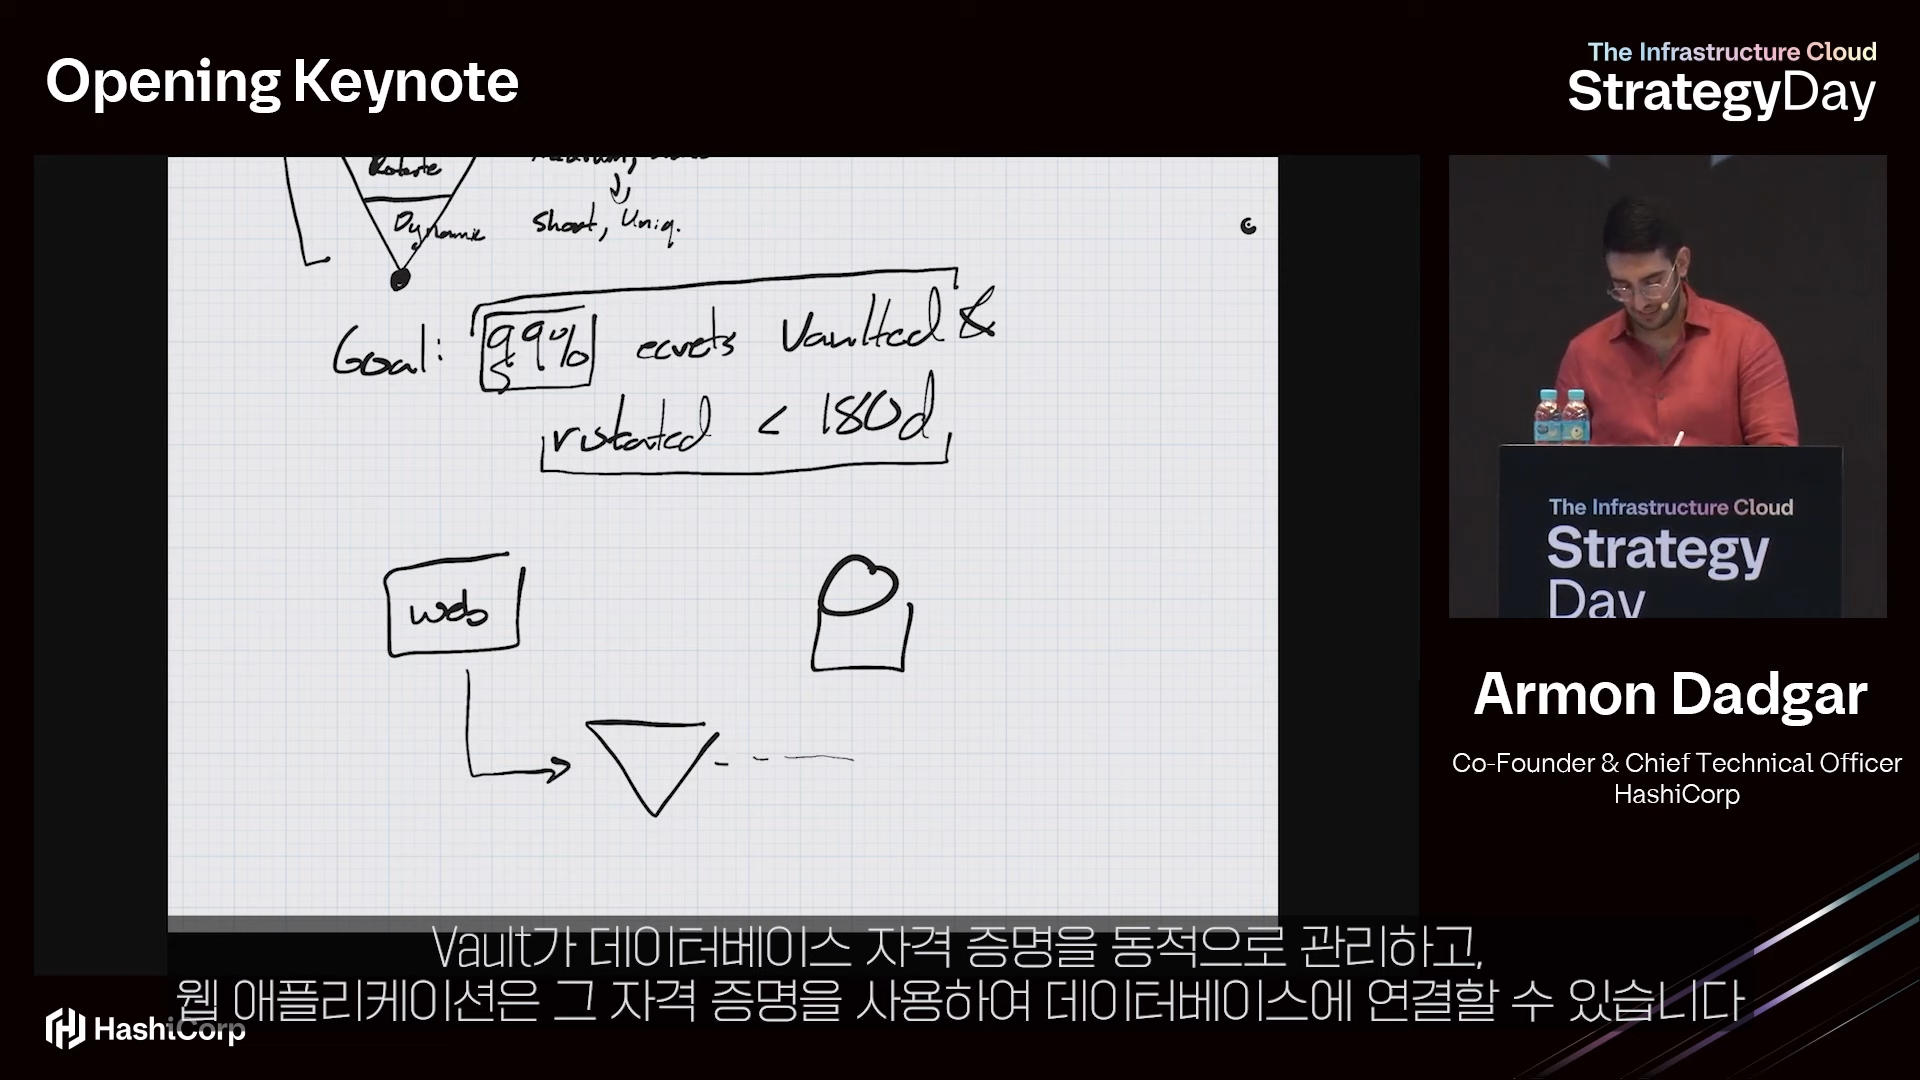 Opening Keynote
The Infrastructure Cloud
StrategyDay
Rotate
Dynamic
Short, Uniq.
Goal: 99% secrets Vaulted &
rotated < 180d
web
The Infrastructure Cloud
Strategy
Day
Armon Dadgar
Co-Founder & Chief Technical Officer
HashiCorp
Vault가 데이터베이스 자격 증명을 동적으로 관리하고,
웹 애플리케이션은 그 자격 증명을 사용하여 데이터베이스에 연결할 수 있습니다
HashiCorp